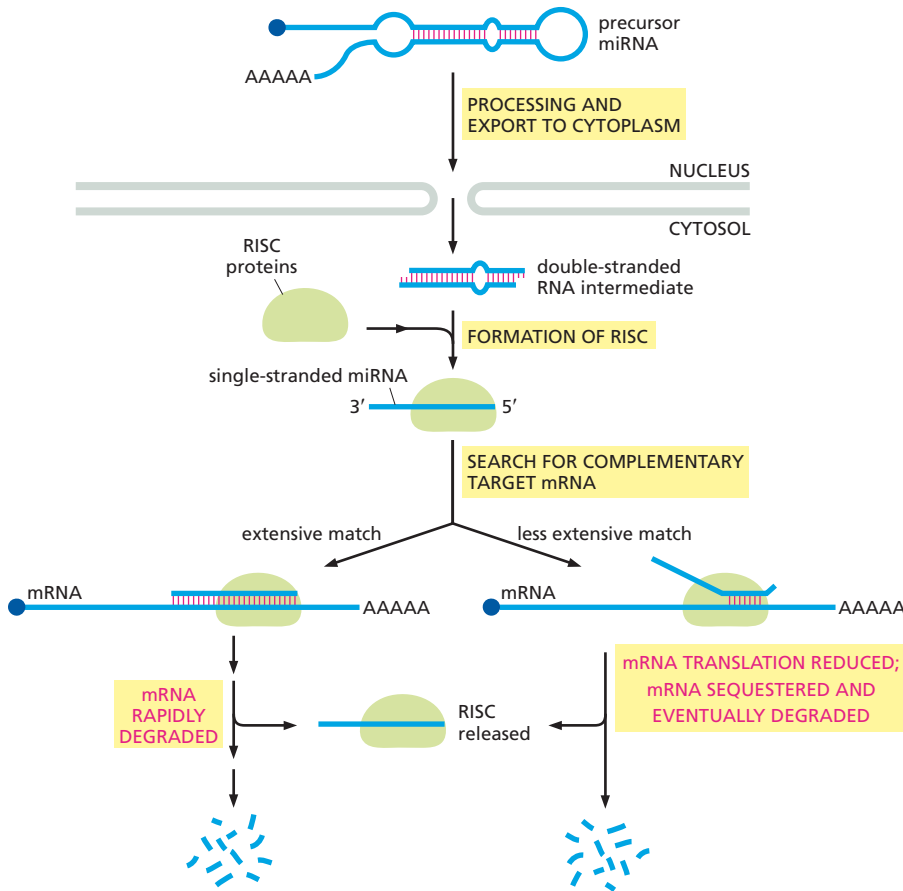 precursor
miRNA
AAAAA
PROCESSING AND
EXPORT TO CYTOPLASM
NUCLEUS
CYTOSOL
RISC
proteins
double-stranded
RNA intermediate
FORMATION OF RISC
single-stranded miRNA
3′
5′
SEARCH FOR COMPLEMENTARY
TARGET mRNA
extensive match
less extensive match
mRNA
AAAAA
mRNA
AAAAA
mRNA
RAPIDLY
DEGRADED
RISC
released
mRNA TRANSLATION REDUCED;
mRNA SEQUESTERED AND
EVENTUALLY DEGRADED